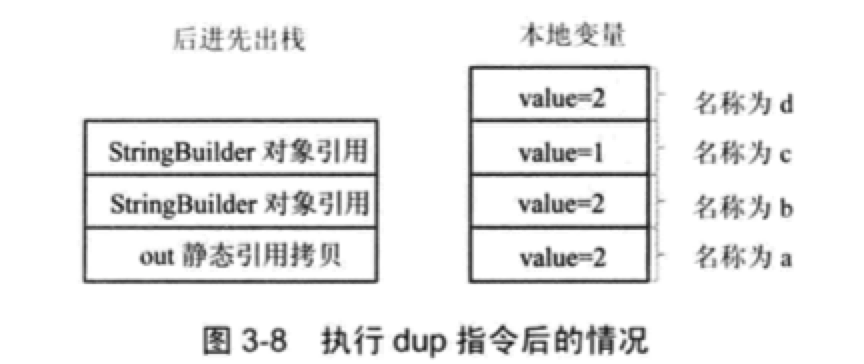 后进先出栈
本地变量
value=2 名称为 d
StringBuilder 对象引用 value=1 名称为 c
StringBuilder 对象引用 value=2 名称为 b
out 静态引用拷贝 value=2 名称为 a
图 3-8 执行 dup 指令后的情况